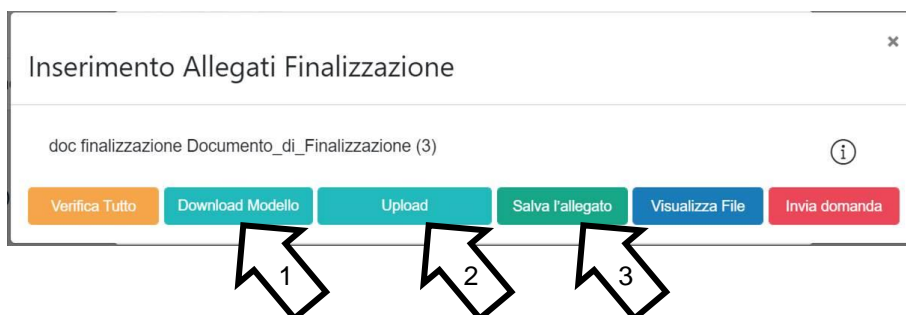 ×
Inserimento Allegati Finalizzazione
doc finalizzazione Documento_di_Finalizzazione (3)
i
Verifica Tutto Download Modello Upload Salva l'allegato Visualizza File Invia domanda
1 2 3